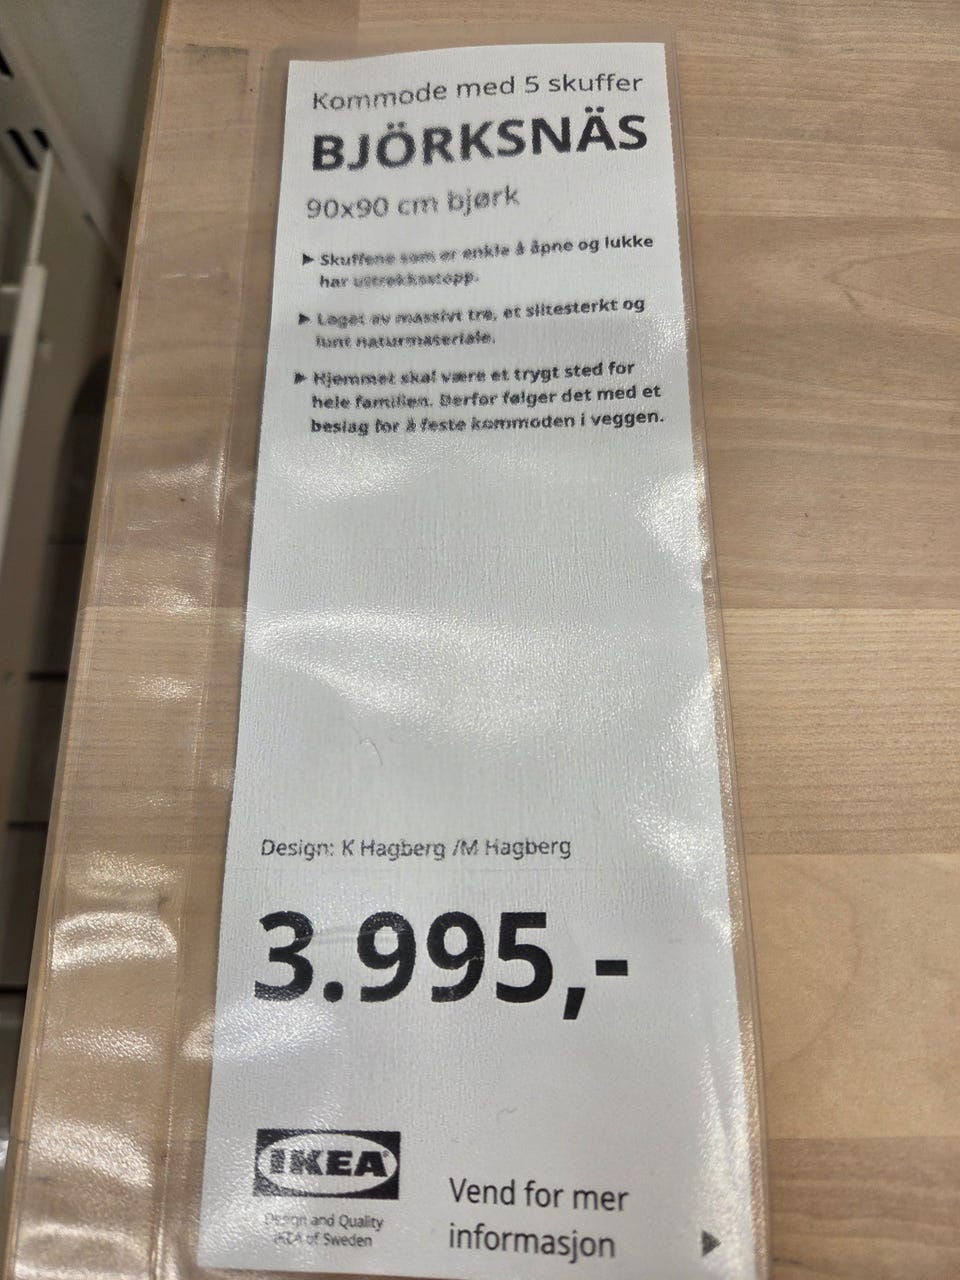 Kommode med 5 skuffer
BJÖRKSNÄS
90x90 cm bjørk
▶ Skuffene som er enkle å åpne og lukke
har uttrekksstopp.
▶ Laget av massivt tre, et slitesterkt og
lunt naturmateriale.
▶ Hjemmet skal være et trygt sted for
hele familien. Derfor følger det med et
beslag for å feste kommoden i veggen.
Design: K Hagberg /M Hagberg
3.995,-
IKEA
Design and Quality
IKEA of Sweden
Vend for mer
informasjon ▶